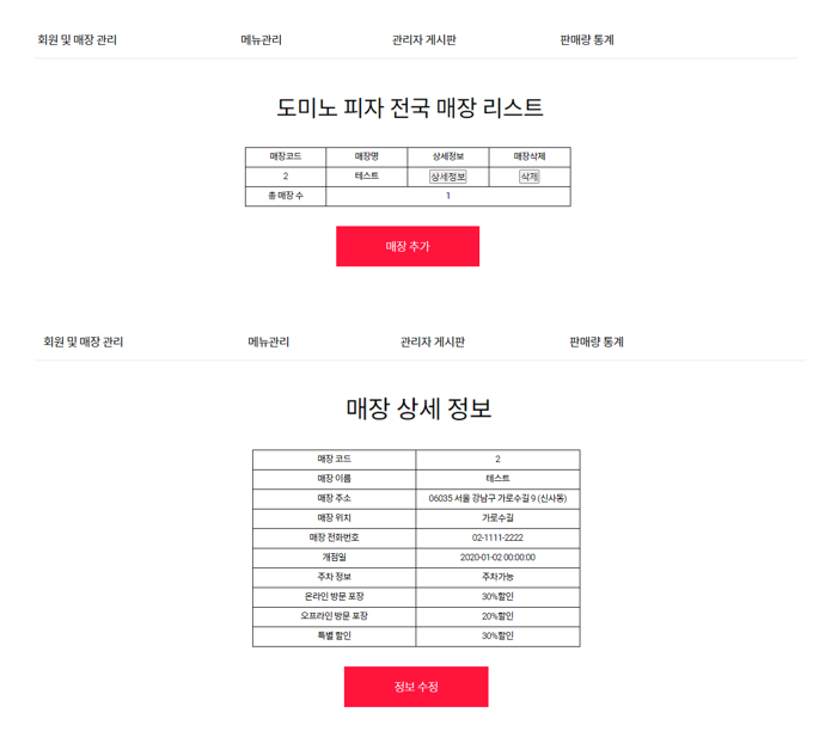 회원 및 매장 관리 메뉴관리 관리자 게시판 판매량 통계
도미노 피자 전국 매장 리스트
매장코드 매장명 상세정보 매장삭제
2 테스트 상세정보 삭제
총 매장 수 1
매장 추가
회원 및 매장 관리 메뉴관리 관리자 게시판 판매량 통계
매장 상세 정보
매장 코드 2
매장 이름 테스트
매장 주소 06035 서울 강남구 가로수길 9 (신사동)
매장 위치 가로수길
매장 전화번호 02-1111-2222
개점일 2020-01-02 00:00:00
주차 정보 주차가능
온라인 방문 포장 30%할인
오프라인 방문 포장 20%할인
특별 할인 30%할인
정보 수정